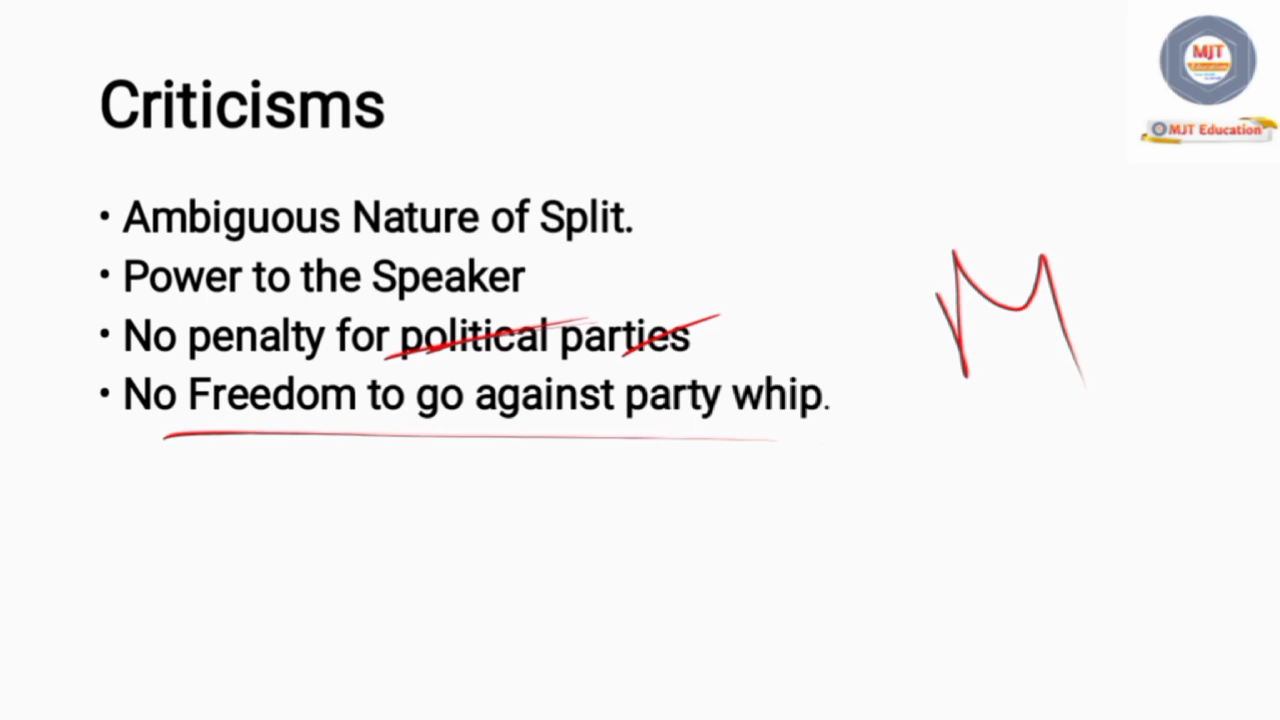 MJT
Education
MJT Education
Criticisms
• Ambiguous Nature of Split.
• Power to the Speaker
• No penalty for political parties
• No Freedom to go against party whip.
M